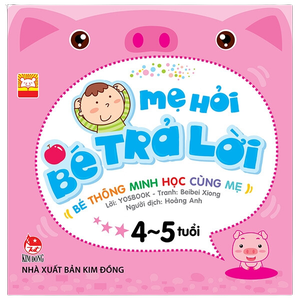 mẹ hỏi
Bé trả lời
BÉ THÔNG MINH HỌC CÙNG MẸ
Lời: YOSBOOK - Tranh: Beibei Xiong
Người dịch: Hoàng Anh
4~5 tuổi
KIM ĐỒNG
NHÀ XUẤT BẢN KIM ĐỒNG